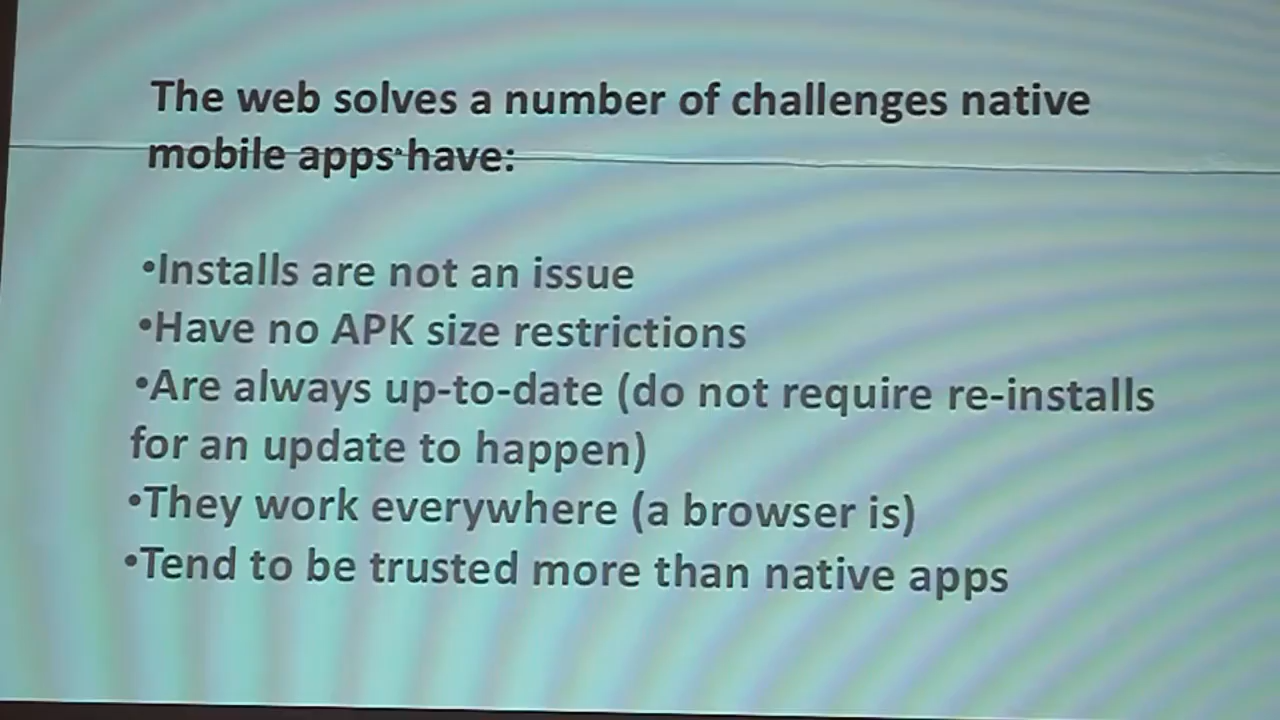 The web solves a number of challenges native
mobile apps have:
•Installs are not an issue
•Have no APK size restrictions
•Are always up-to-date (do not require re-installs
for an update to happen)
•They work everywhere (a browser is)
•Tend to be trusted more than native apps